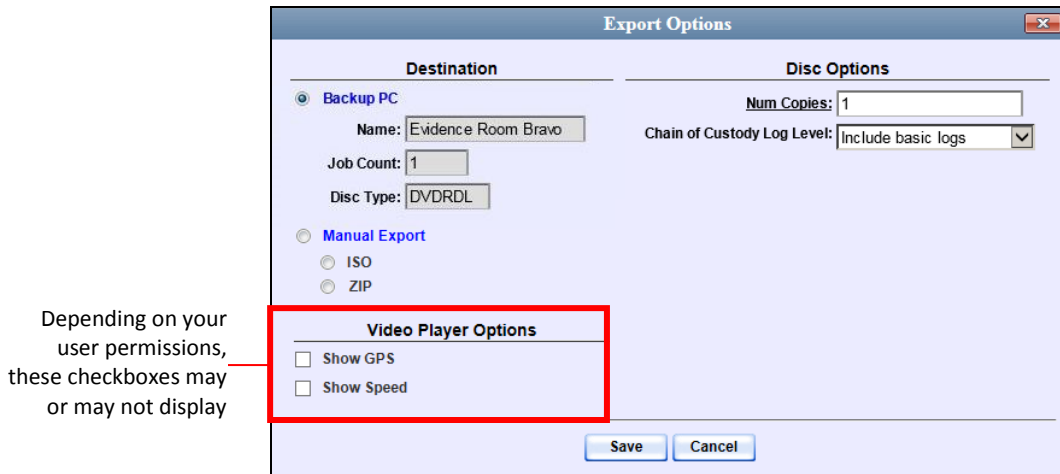 Export Options
Destination
Backup PC
Name: Evidence Room Bravo
Job Count: 1
Disc Type: DVDRDL
Manual Export
ISO
ZIP
Disc Options
Num Copies: 1
Chain of Custody Log Level: Include basic logs
Video Player Options
Show GPS
Show Speed
Depending on your
user permissions,
these checkboxes may
or may not display
Save
Cancel